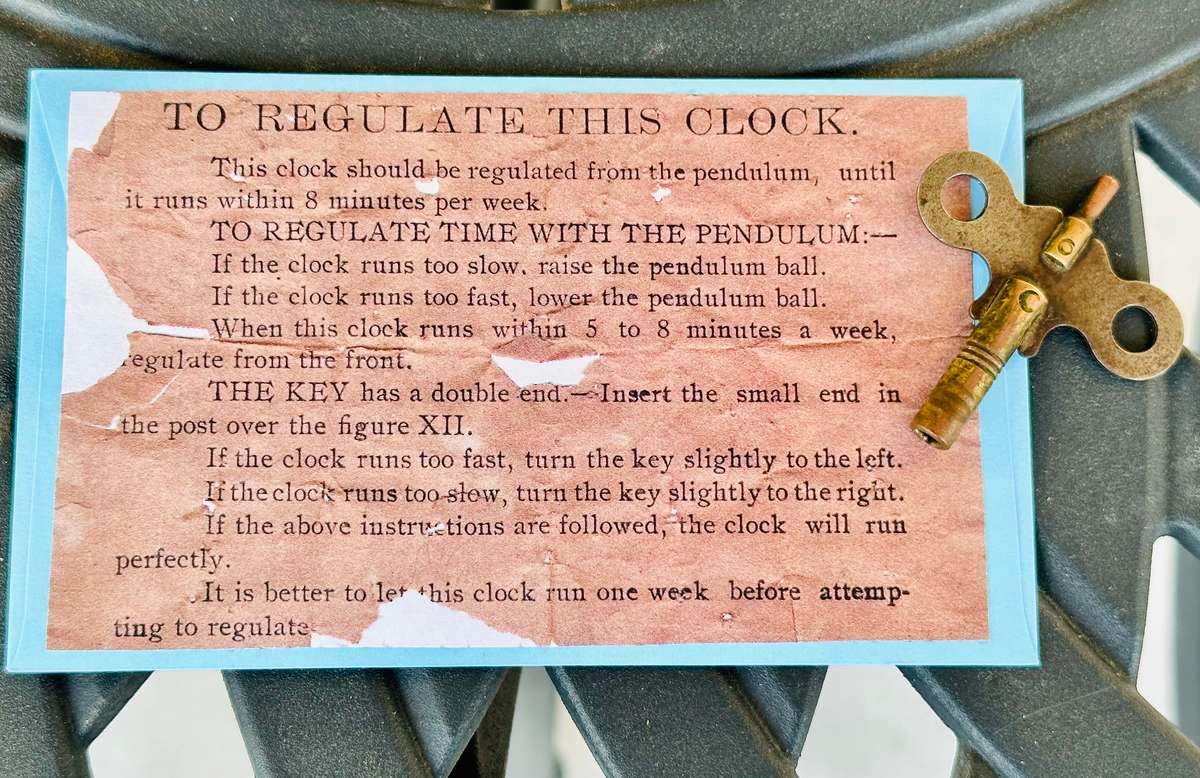 TO REGULATE THIS CLOCK.
This clock should be regulated from the pendulum, until
it runs within 8 minutes per week.
TO REGULATE TIME WITH THE PENDULUM:—
If the clock runs too slow. raise the pendulum ball.
If the clock runs too fast, lower the pendulum ball.
When this clock runs within 5 to 8 minutes a week,
regulate from the front.
THE KEY has a double end.—Insert the small end in
the post over the figure XII.
If the clock runs too fast, turn the key slightly to the left.
If the clock runs too slow, turn the key slightly to the right.
If the above instructions are followed, the clock will run
perfectly.
It is better to let this clock run one week before attemp-
ting to regulate